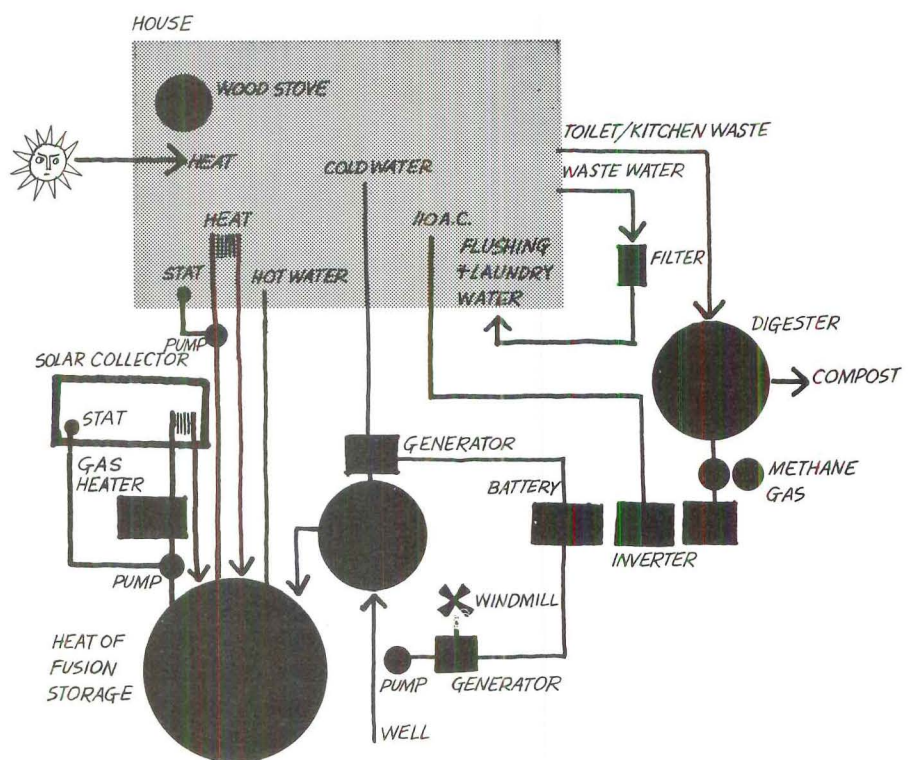 HOUSE
WOOD STOVE
HEAT
COLD WATER
TOILET/KITCHEN WASTE
WASTE WATER
HEAT
110 A.C.
FLUSHING
+ LAUNDRY
WATER
FILTER
STAT
HOT WATER
PUMP
DIGESTER
COMPOST
SOLAR COLLECTOR
STAT
GAS
HEATER
GENERATOR
BATTERY
METHANE
GAS
INVERTER
PUMP
WINDMILL
HEAT OF
FUSION
STORAGE
PUMP
GENERATOR
WELL